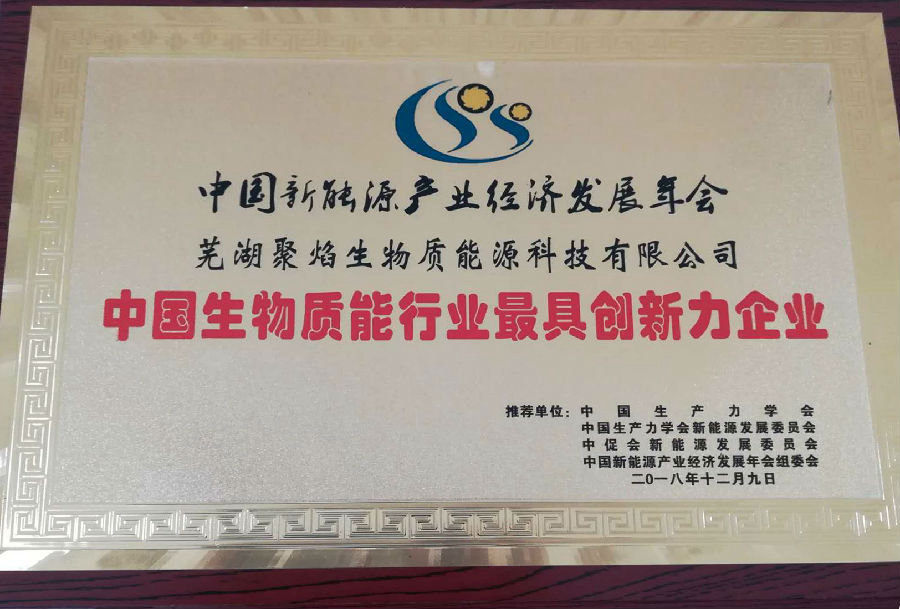 中国新能源产业经济发展年会
芜湖聚焰生物质能源科技有限公司
中国生物质能行业最具创新力企业
推荐单位：中国生产力学会
中国生产力学会新能源发展委员会
中促会新能源发展委员会
中国新能源产业经济发展年会组委会
二0一八年十二月九日